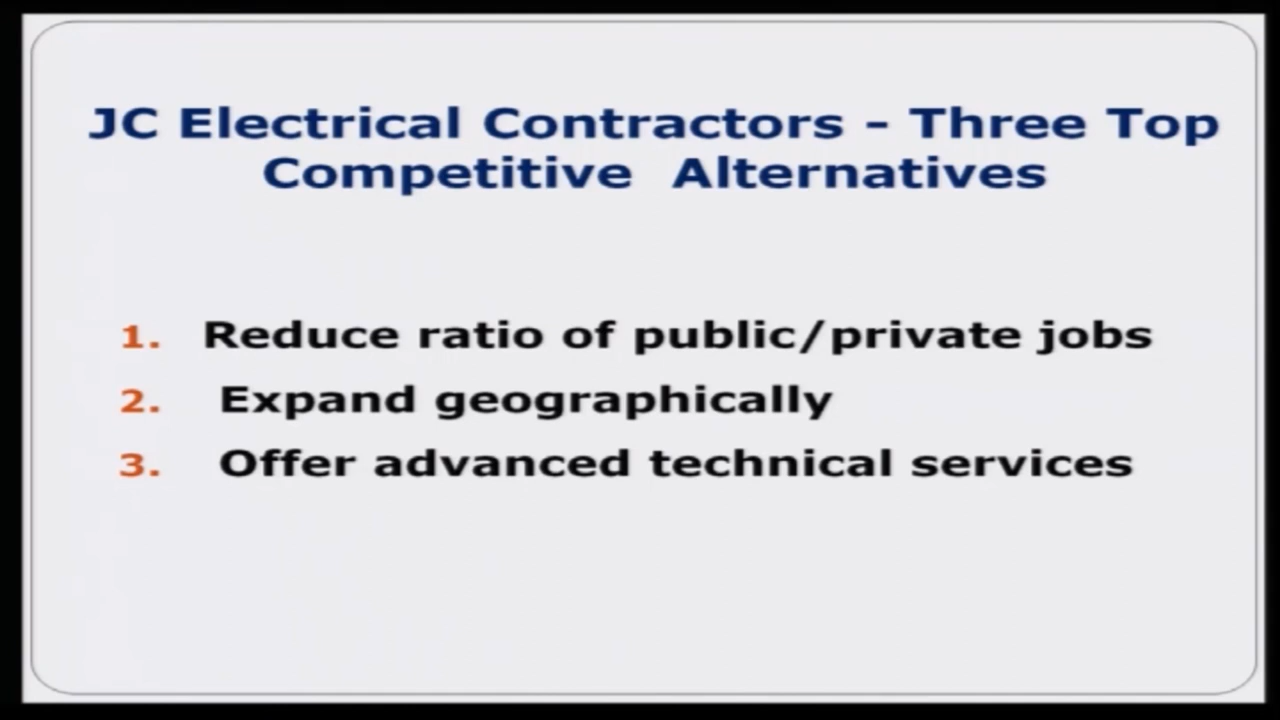 JC Electrical Contractors – Three Top
Competitive Alternatives
1. Reduce ratio of public/private jobs
2. Expand geographically
3. Offer advanced technical services